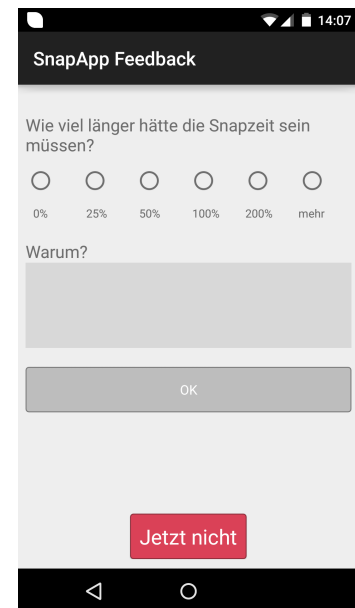 14:07
SnapApp Feedback
Wie viel länger hätte die Snapzeit sein
müssen?
0% 25% 50% 100% 200% mehr
Warum?
OK
Jetzt nicht